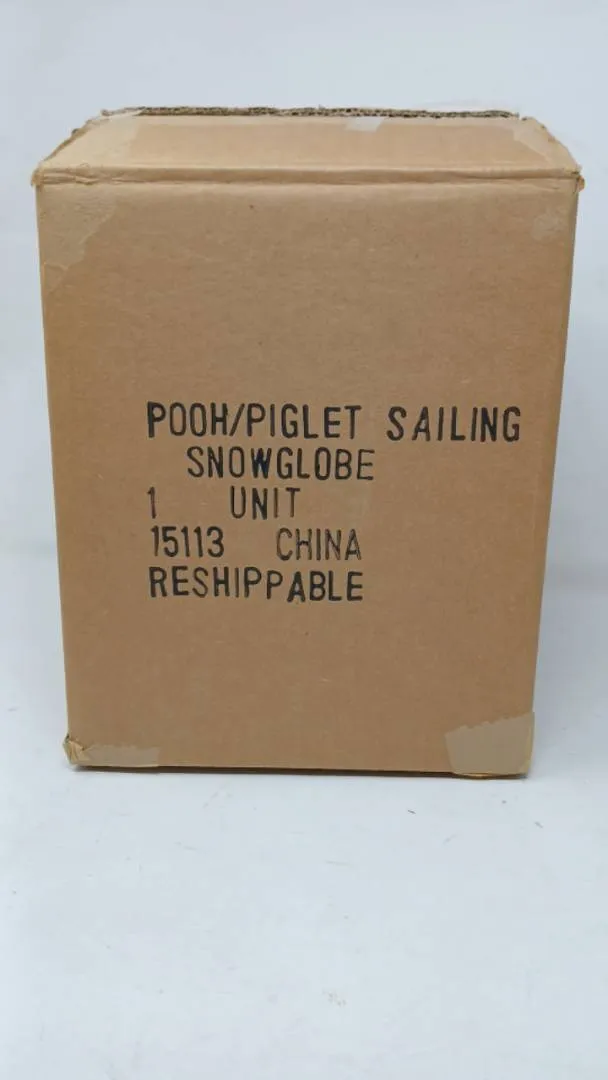 POOH/PIGLET SAILING
SNOWGLOBE
1 UNIT
15113 CHINA
RESHIPPABLE